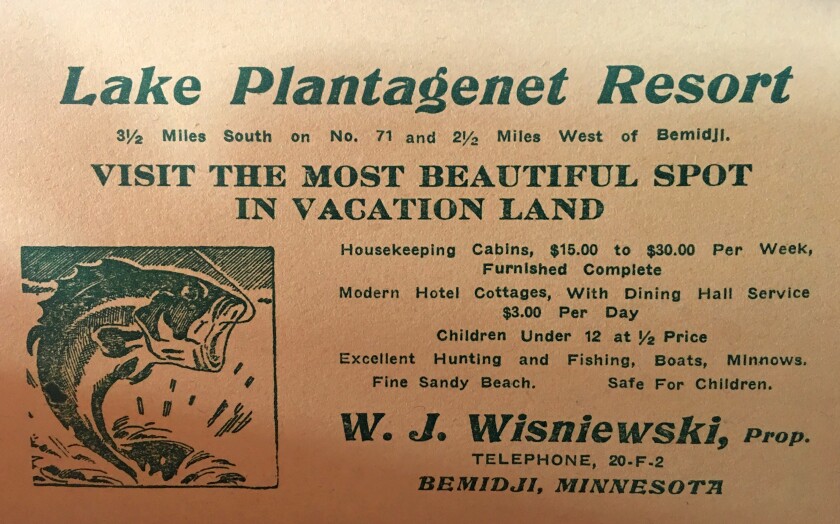 Lake Plantagenet Resort
3½ Miles South on No. 71 and 2½ Miles West of Bemidji.
VISIT THE MOST BEAUTIFUL SPOT
IN VACATION LAND
Housekeeping Cabins, $15.00 to $30.00 Per Week,
Furnished Complete
Modern Hotel Cottages, With Dining Hall Service
$3.00 Per Day
Children Under 12 at ½ Price
Excellent Hunting and Fishing, Boats, Minnows.
Fine Sandy Beach. Safe For Children.
W. J. Wisniewski, Prop.
TELEPHONE, 20-F-2
BEMIDJI, MINNESOTA